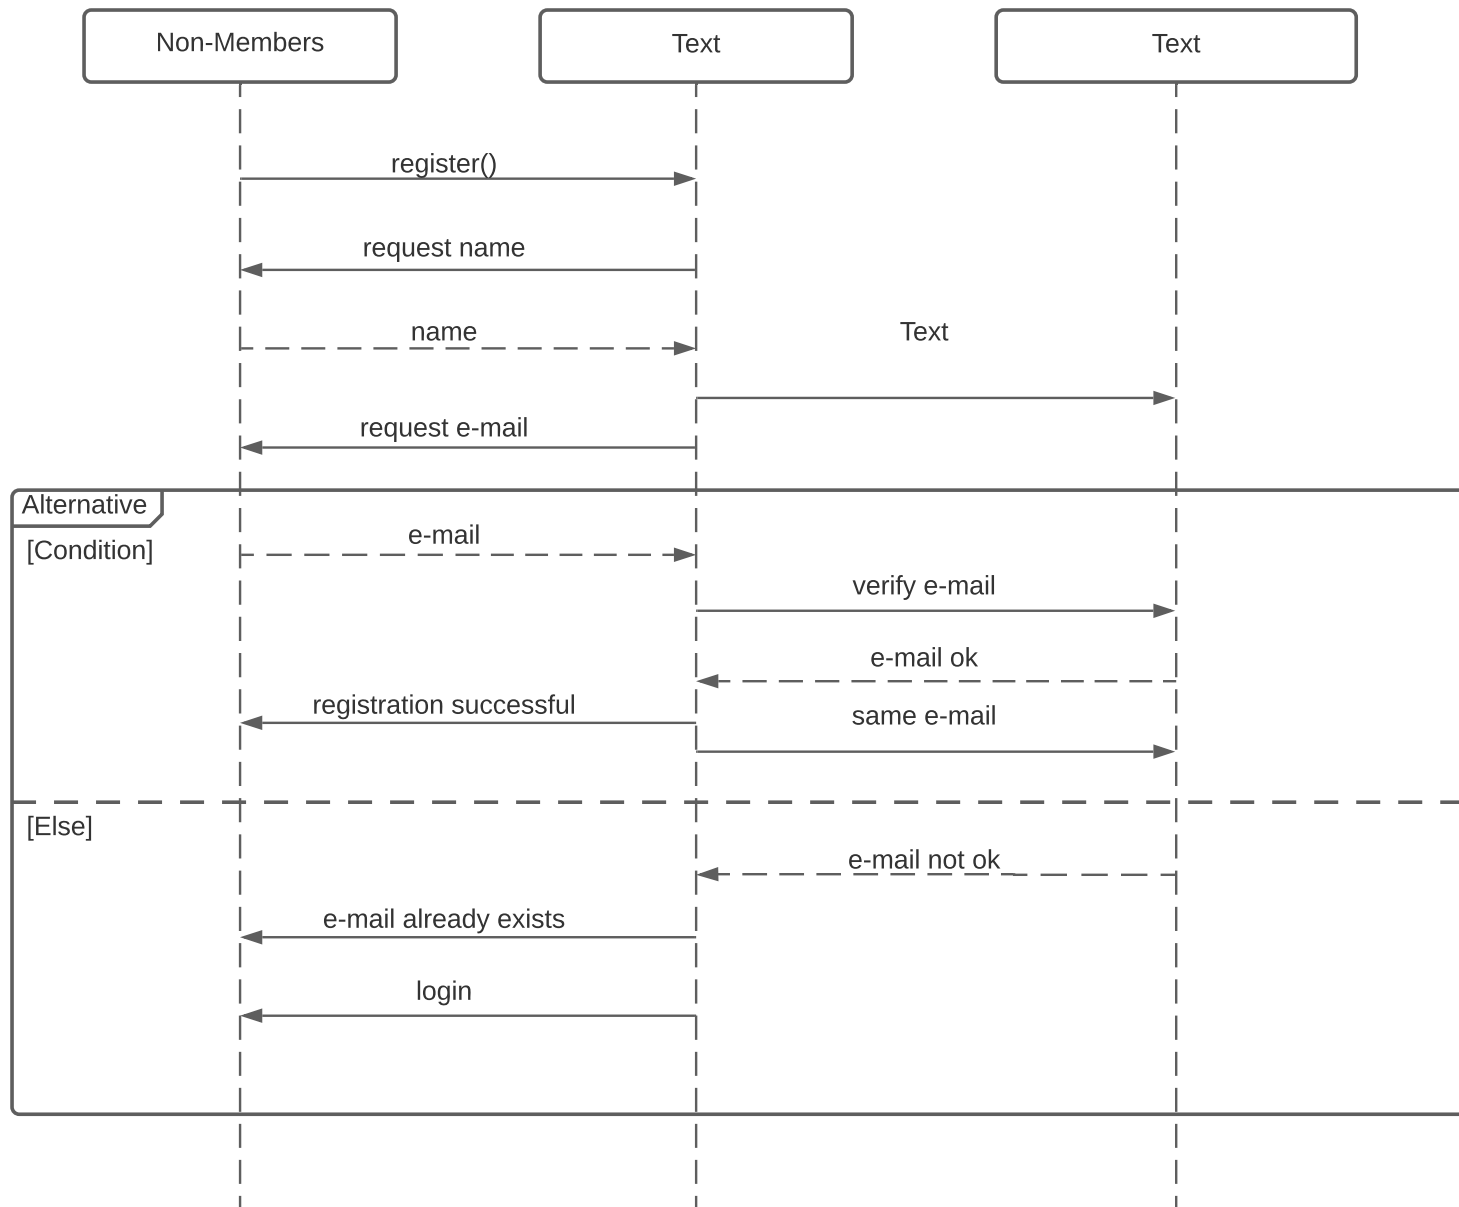 Non-Members
Text
Text
register()
request name
name
Text
request e-mail
Alternative
[Condition]
e-mail
verify e-mail
e-mail ok
registration successful
same e-mail
[Else]
e-mail not ok
e-mail already exists
login